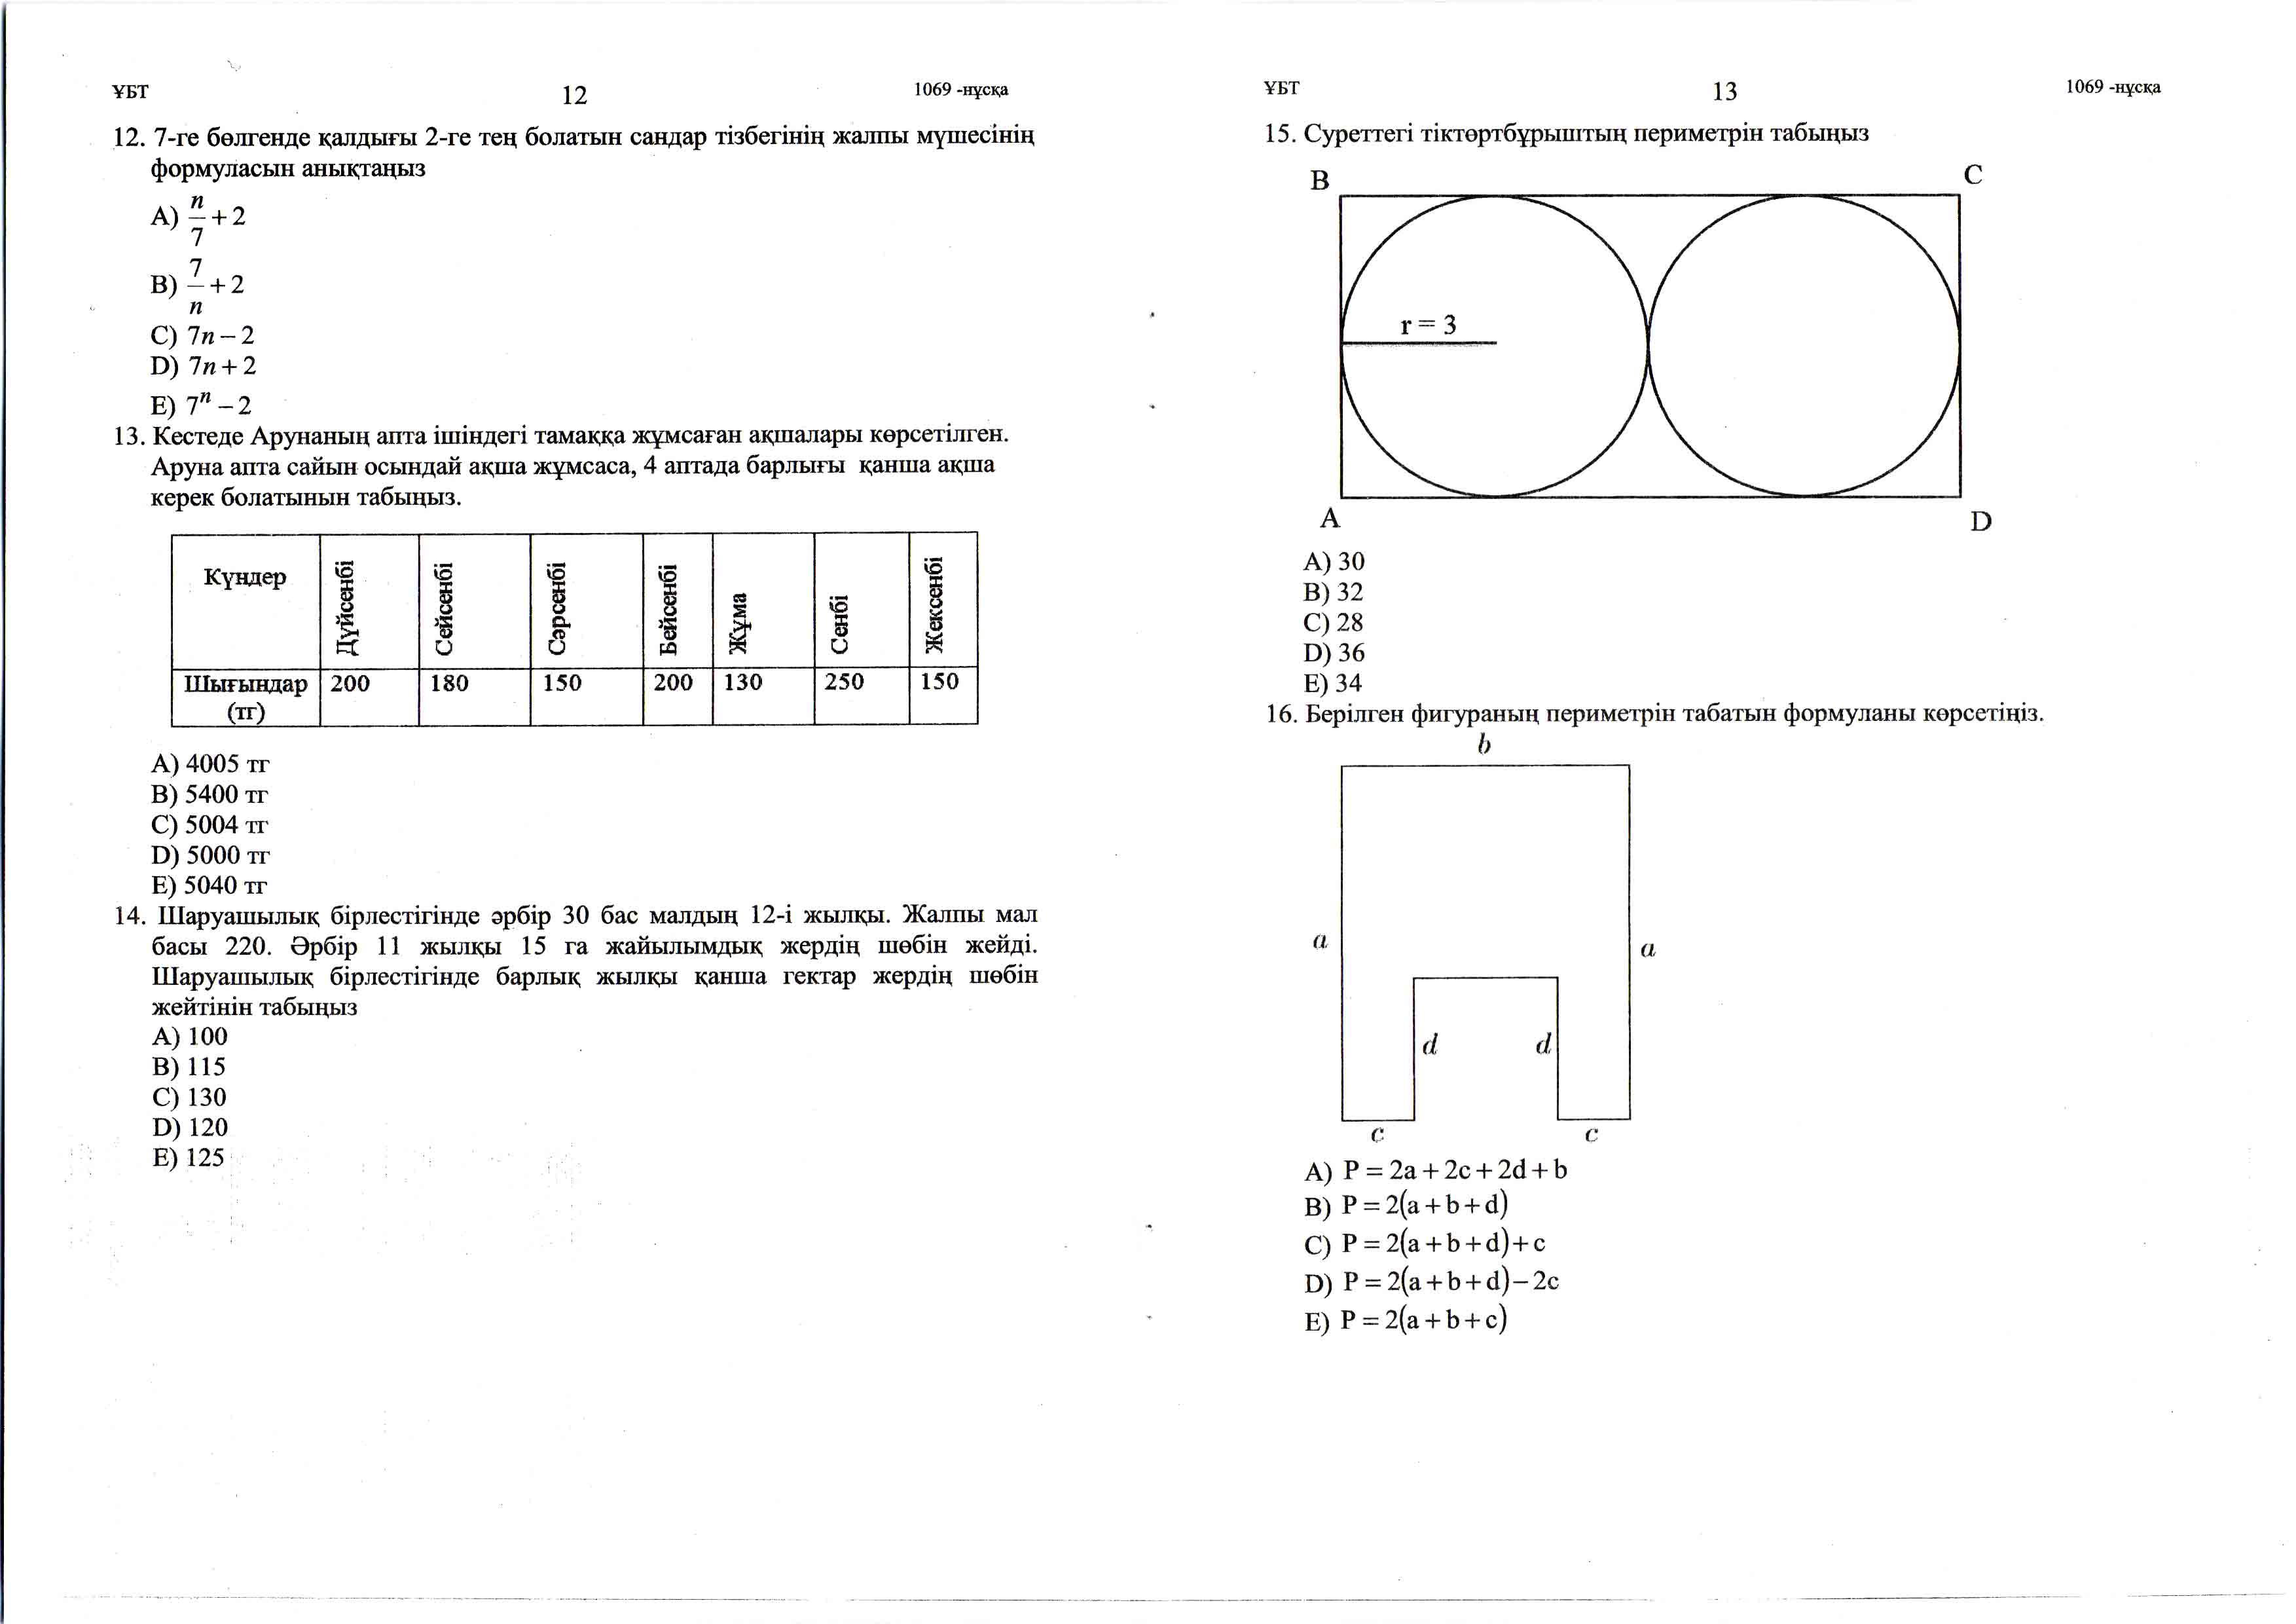 ҰБТ 12 1069 -нұсқа
12. 7-ге бөлгенде қалдығы 2-ге тең болатын сандар тізбегінің жалпы мүшесінің
формуласын анықтаңыз
A) n/7 + 2
B) 7/n + 2
C) 7n – 2
D) 7n + 2
E) 7ⁿ – 2
13. Кестеде Арунаның апта ішіндегі тамаққа жұмсаған ақшалары көрсетілген.
Аруна апта сайын осындай ақша жұмсаса, 4 аптада барлығы қанша ақша
керек болатынын табыңыз.
Күндер Дүйсенбі Сейсенбі Сәрсенбі Бейсенбі Жұма Сенбі Жексенбі
Шығындар 200 180 150 200 130 250 150
(тг)
A) 4005 тг
B) 5400 тг
C) 5004 тг
D) 5000 тг
E) 5040 тг
14. Шаруашылық бірлестігінде әрбір 30 бас малдың 12-і жылқы. Жалпы мал
басы 220. Әрбір 11 жылқы 15 га жайылымдық жердің шөбін жейді.
Шаруашылық бірлестігінде барлық жылқы қанша гектар жердің шөбін
жейтінін табыңыз
A) 100
B) 115
C) 130
D) 120
E) 125
ҰБТ 13 1069 -нұсқа
15. Суреттегі тіктөртбұрыштың периметрін табыңыз
B C
r = 3
A D
A) 30
B) 32
C) 28
D) 36
E) 34
16. Берілген фигураның периметрін табатын формуланы көрсетіңіз.
b
a a
d d
c c
A) P = 2a + 2c + 2d + b
B) P = 2(a + b + d)
C) P = 2(a + b + d) + c
D) P = 2(a + b + d) – 2c
E) P = 2(a + b + c)